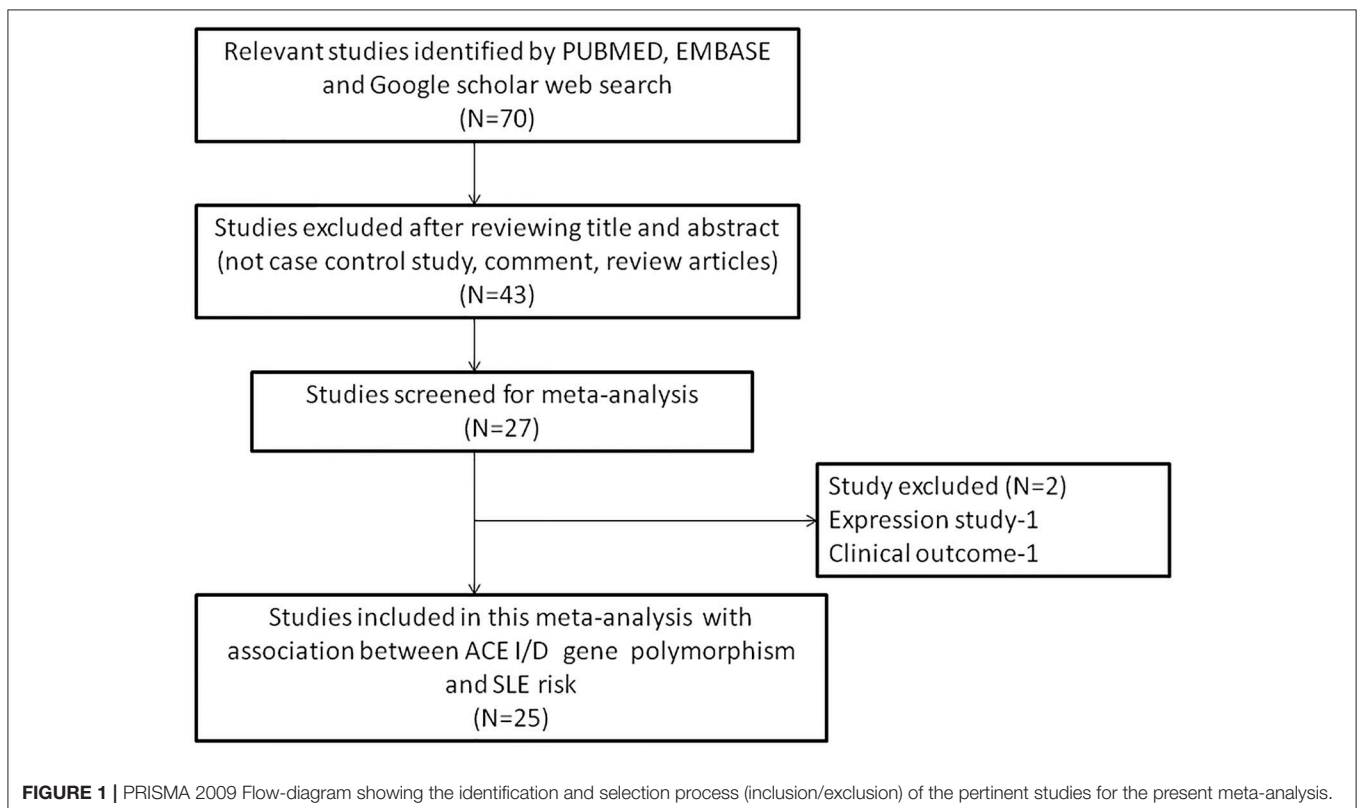 Relevant studies identified by PUBMED, EMBASE
and Google scholar web search
(N=70)
Studies excluded after reviewing title and abstract
(not case control study, comment, review articles)
(N=43)
Studies screened for meta-analysis
(N=27)
Study excluded (N=2)
Expression study-1
Clinical outcome-1
Studies included in this meta-analysis with
association between ACE I/D gene polymorphism
and SLE risk
(N=25)
FIGURE 1 | PRISMA 2009 Flow-diagram showing the identification and selection process (inclusion/exclusion) of the pertinent studies for the present meta-analysis.